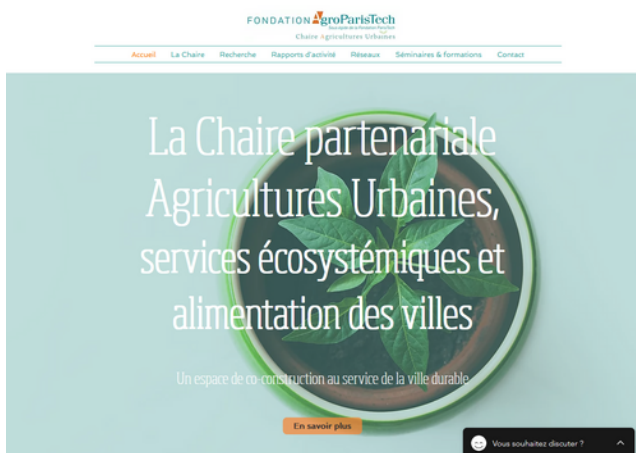 FONDATION AgroParisTech
Chaire Agricultures Urbaines
Accueil La Chaire Recherche Rapports d'activité Réseaux Séminaires & formations Contact
La Chaire partenariale
Agricultures Urbaines,
services écosystémiques et
alimentation des villes
Un espace de co-construction au service de la ville durable
En savoir plus
Vous souhaitez discuter ?